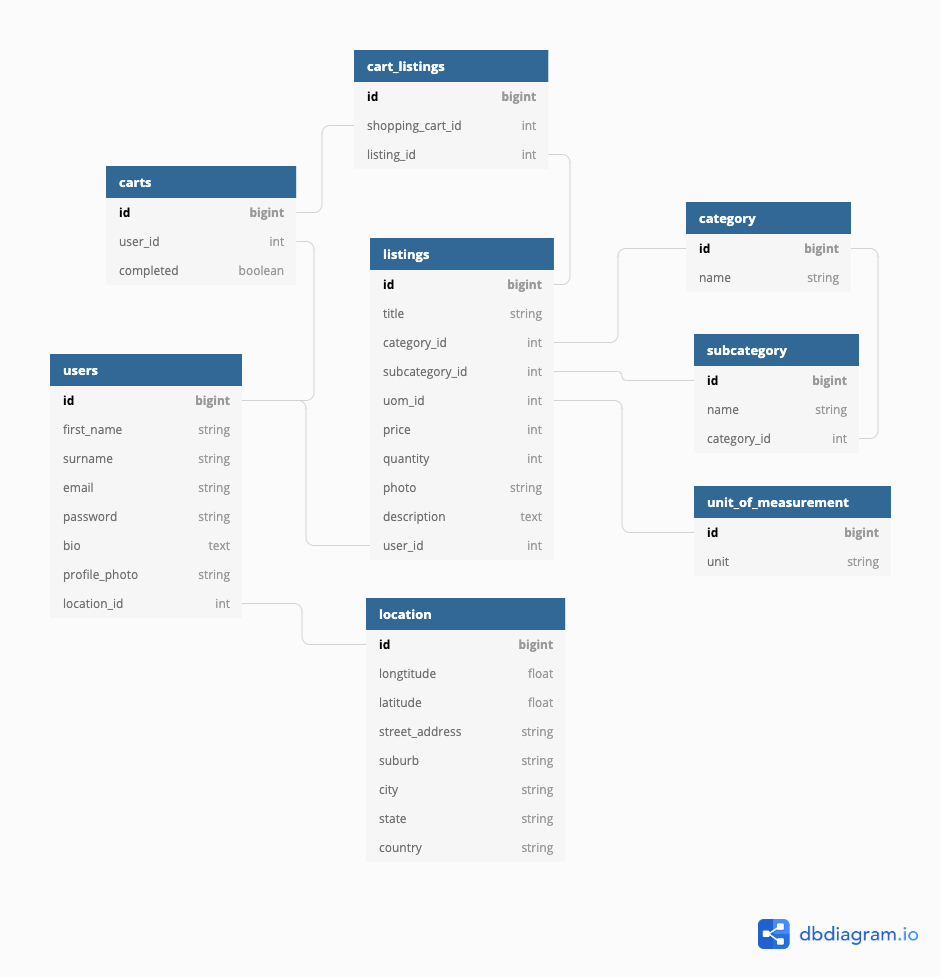 cart_listings
id bigint
shopping_cart_id int
listing_id int
carts
id bigint
user_id int
completed boolean
listings
id bigint
title string
category_id int
subcategory_id int
uom_id int
price int
quantity int
photo string
description text
user_id int
category
id bigint
name string
subcategory
id bigint
name string
category_id int
unit_of_measurement
id bigint
unit string
users
id bigint
first_name string
surname string
email string
password string
bio text
profile_photo string
location_id int
location
id bigint
longtitude float
latitude float
street_address string
suburb string
city string
state string
country string
dbdiagram.io